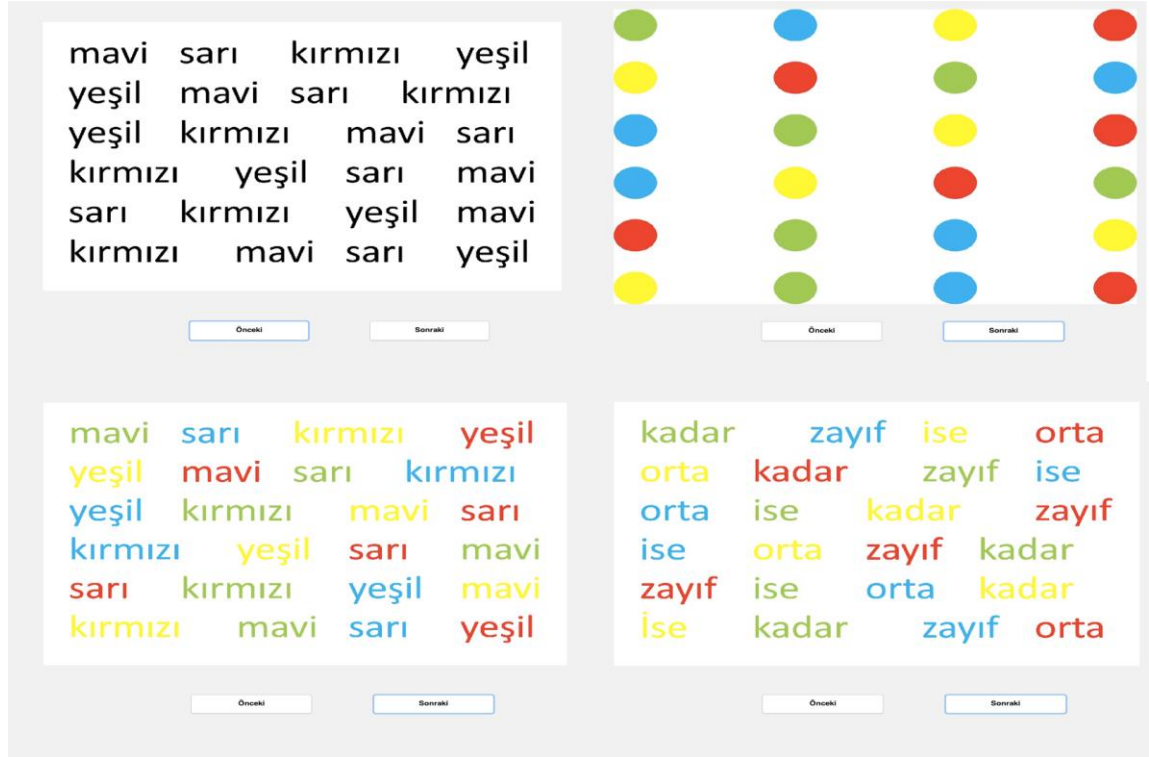 mavi sarı kırmızı yeşil
yeşil mavi sarı kırmızı
yeşil kırmızı mavi sarı
kırmızı yeşil sarı mavi
sarı kırmızı yeşil mavi
kırmızı mavi sarı yeşil
Önceki Sonraki
Önceki Sonraki
mavi sarı kırmızı yeşil
yeşil mavi sarı kırmızı
yeşil kırmızı mavi sarı
kırmızı yeşil sarı mavi
sarı kırmızı yeşil mavi
kırmızı mavi sarı yeşil
Önceki Sonraki
kadar zayıf ise orta
orta kadar zayıf ise
orta ise kadar zayıf
ise orta zayıf kadar
zayıf ise orta kadar
İse kadar zayıf orta
Önceki Sonraki